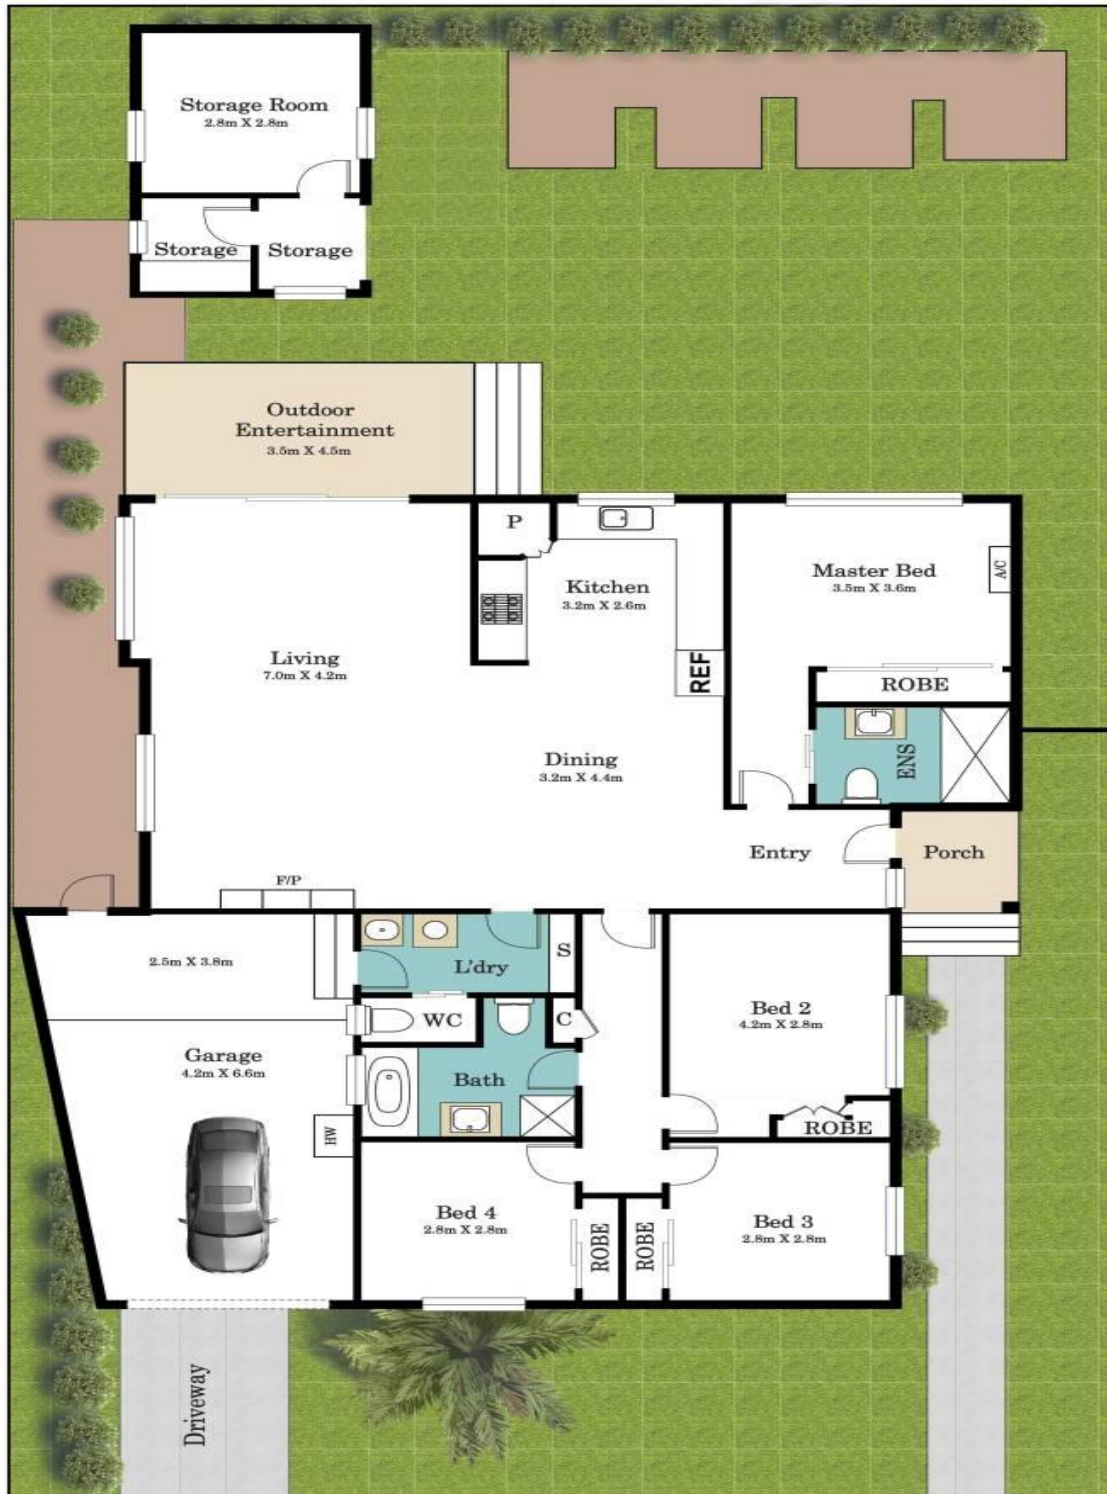 Storage Room
2.8m X 2.8m
Storage
Storage
Outdoor
Entertainment
3.5m X 4.5m
P
Kitchen
3.2m X 2.6m
Master Bed
3.5m X 3.6m
A/C
Living
7.0m X 4.2m
REF
ROBE
Dining
3.2m X 4.4m
ENS
Entry
Porch
F/P
2.5m X 3.8m
L'dry
S
WC
C
Bed 2
4.2m X 2.8m
Garage
4.2m X 6.6m
Bath
HW
ROBE
Bed 4
2.8m X 2.8m
ROBE
ROBE
Bed 3
2.8m X 2.8m
Driveway